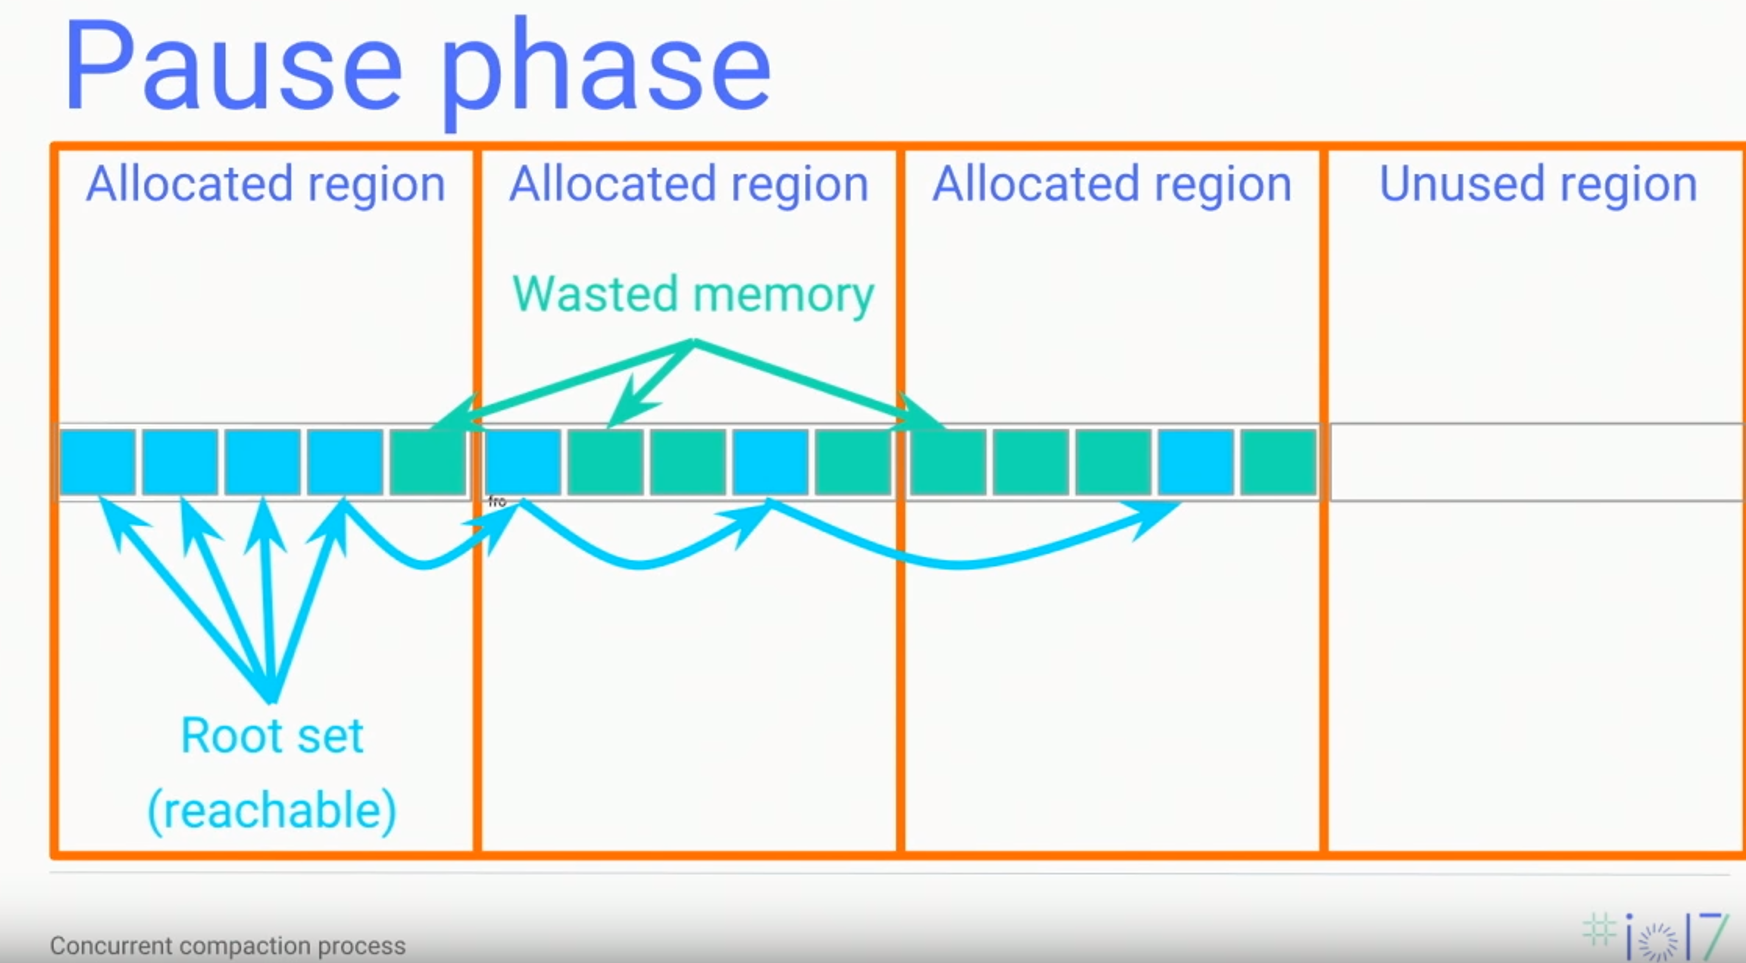 Pause phase
Allocated region
Allocated region
Allocated region
Unused region
Wasted memory
fro
Root set
(reachable)
Concurrent compaction process
#io17